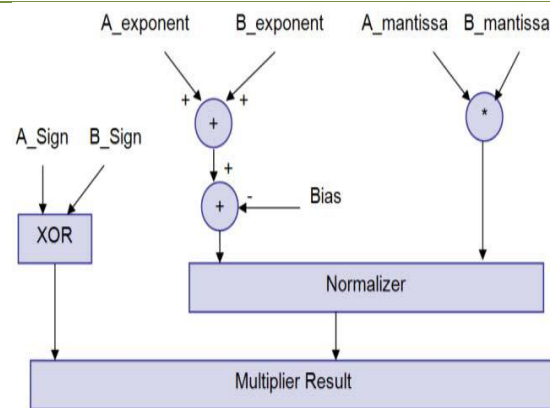 A_exponent B_exponent A_mantissa B_mantissa
+ +
+ *
A_Sign B_Sign
+
- Bias
+
XOR
Normalizer
Multiplier Result